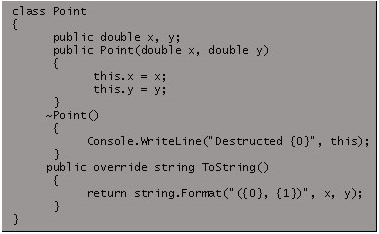 class Point
{
public double x, y;
public Point(double x, double y)
{
this.x = x;
this.y = y;
}
~Point()
{
Console.WriteLine("Destructed {0}", this);
}
public override string ToString()
{
return string.Format("({0}, {1})", x, y);
}
}